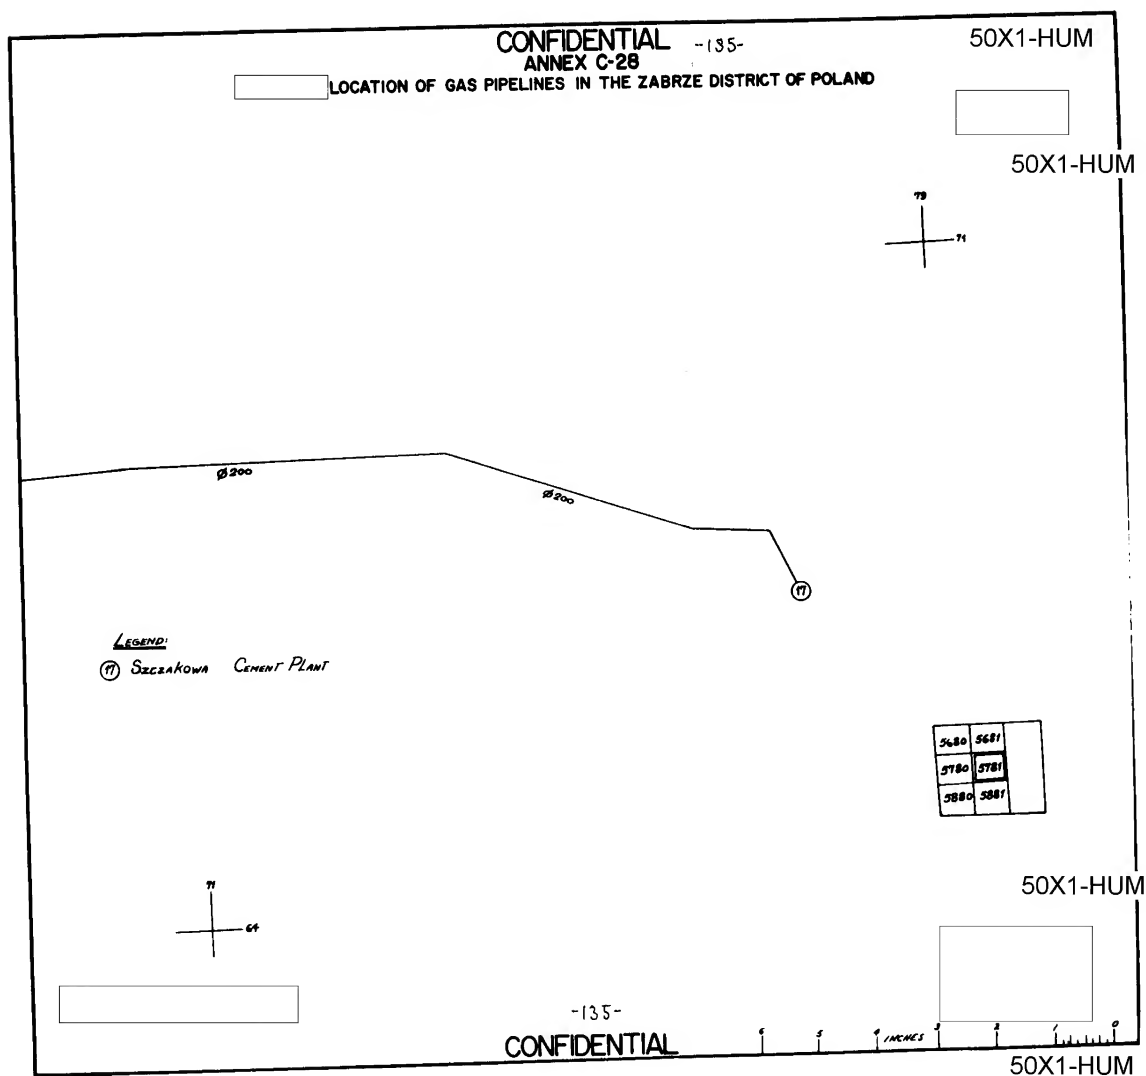 CONFIDENTIAL -135- 50X1-HUM
ANNEX C-28
LOCATION OF GAS PIPELINES IN THE ZABRZE DISTRICT OF POLAND
50X1-HUM
79
71
Ø200
Ø200
17
LEGEND:
17 SZCZAKOWA CEMENT PLANT
5680 5681
5780 5781
5880 5881
71
64
50X1-HUM
-135-
CONFIDENTIAL
6 5 4 INCHES 3 2 1 0
50X1-HUM